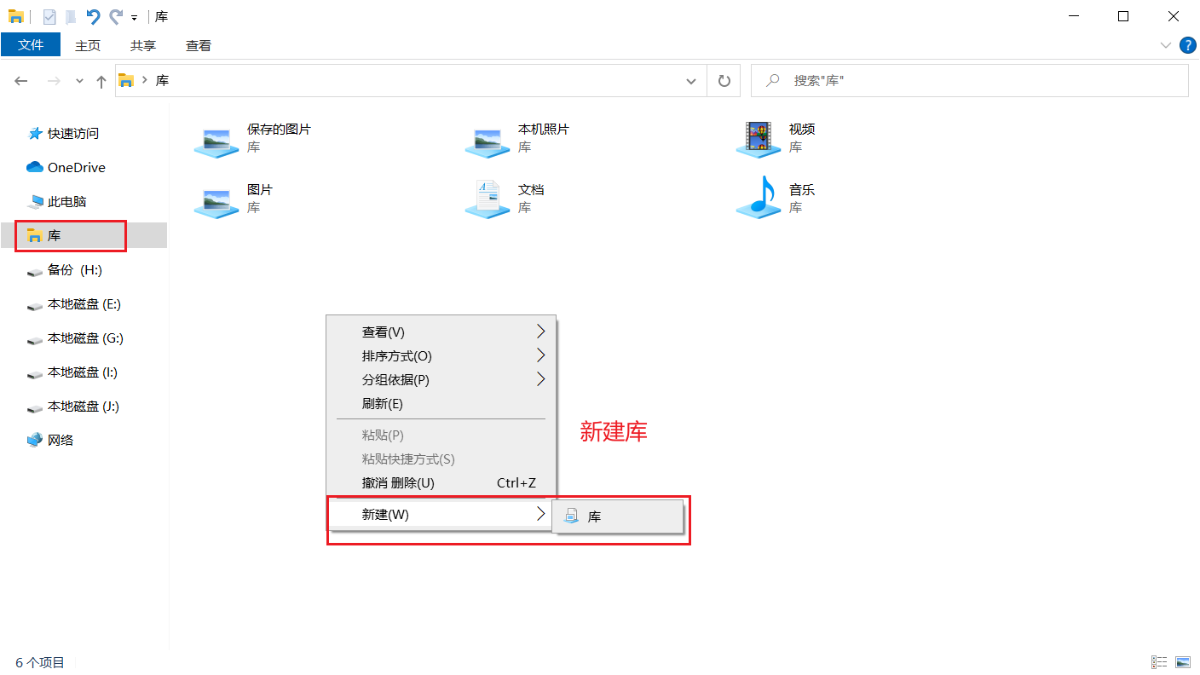 库
文件 主页 共享 查看
库 搜索"库"
快速访问
OneDrive
此电脑
库
备份 (H:)
本地磁盘 (E:)
本地磁盘 (G:)
本地磁盘 (I:)
本地磁盘 (J:)
网络
保存的图片
库
本机照片
库
视频
库
图片
库
文档
库
音乐
库
查看(V)
排序方式(O)
分组依据(P)
刷新(E)
粘贴(P)
粘贴快捷方式(S)
撤消 删除(U) Ctrl+Z
新建(W)
库
新建库
6 个项目